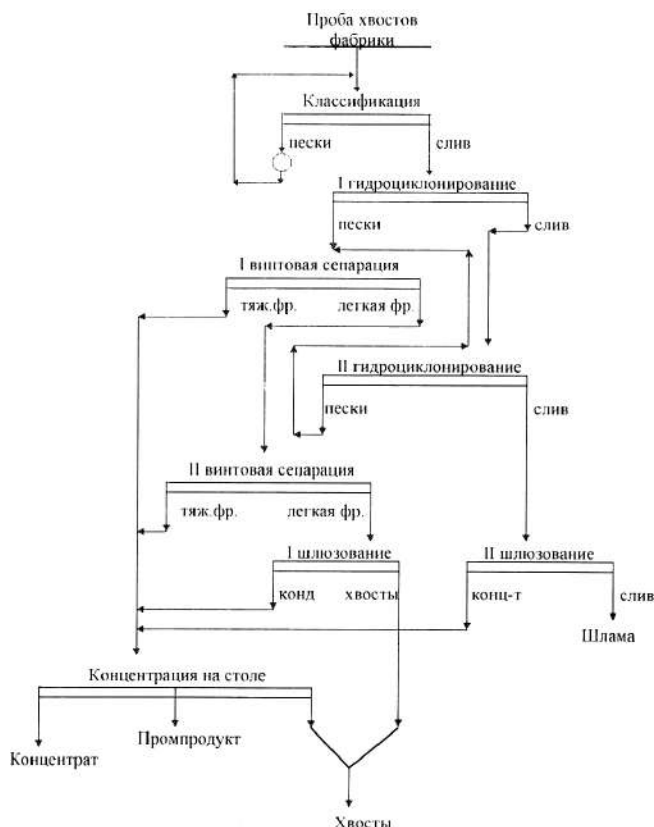 Проба хвостов
фабрики
Классификация
пески
слив
I гидроциклонирование
пески
слив
I винтовая сепарация
тяж.фр.
легкая фр.
II гидроциклонирование
пески
слив
II винтовая сепарация
тяж.фр.
легкая фр.
I шлюзование
II шлюзование
конд
хвосты
конц-т
слив
Шлама
Концентрация на столе
Концентрат
Промпродукт
Хвосты